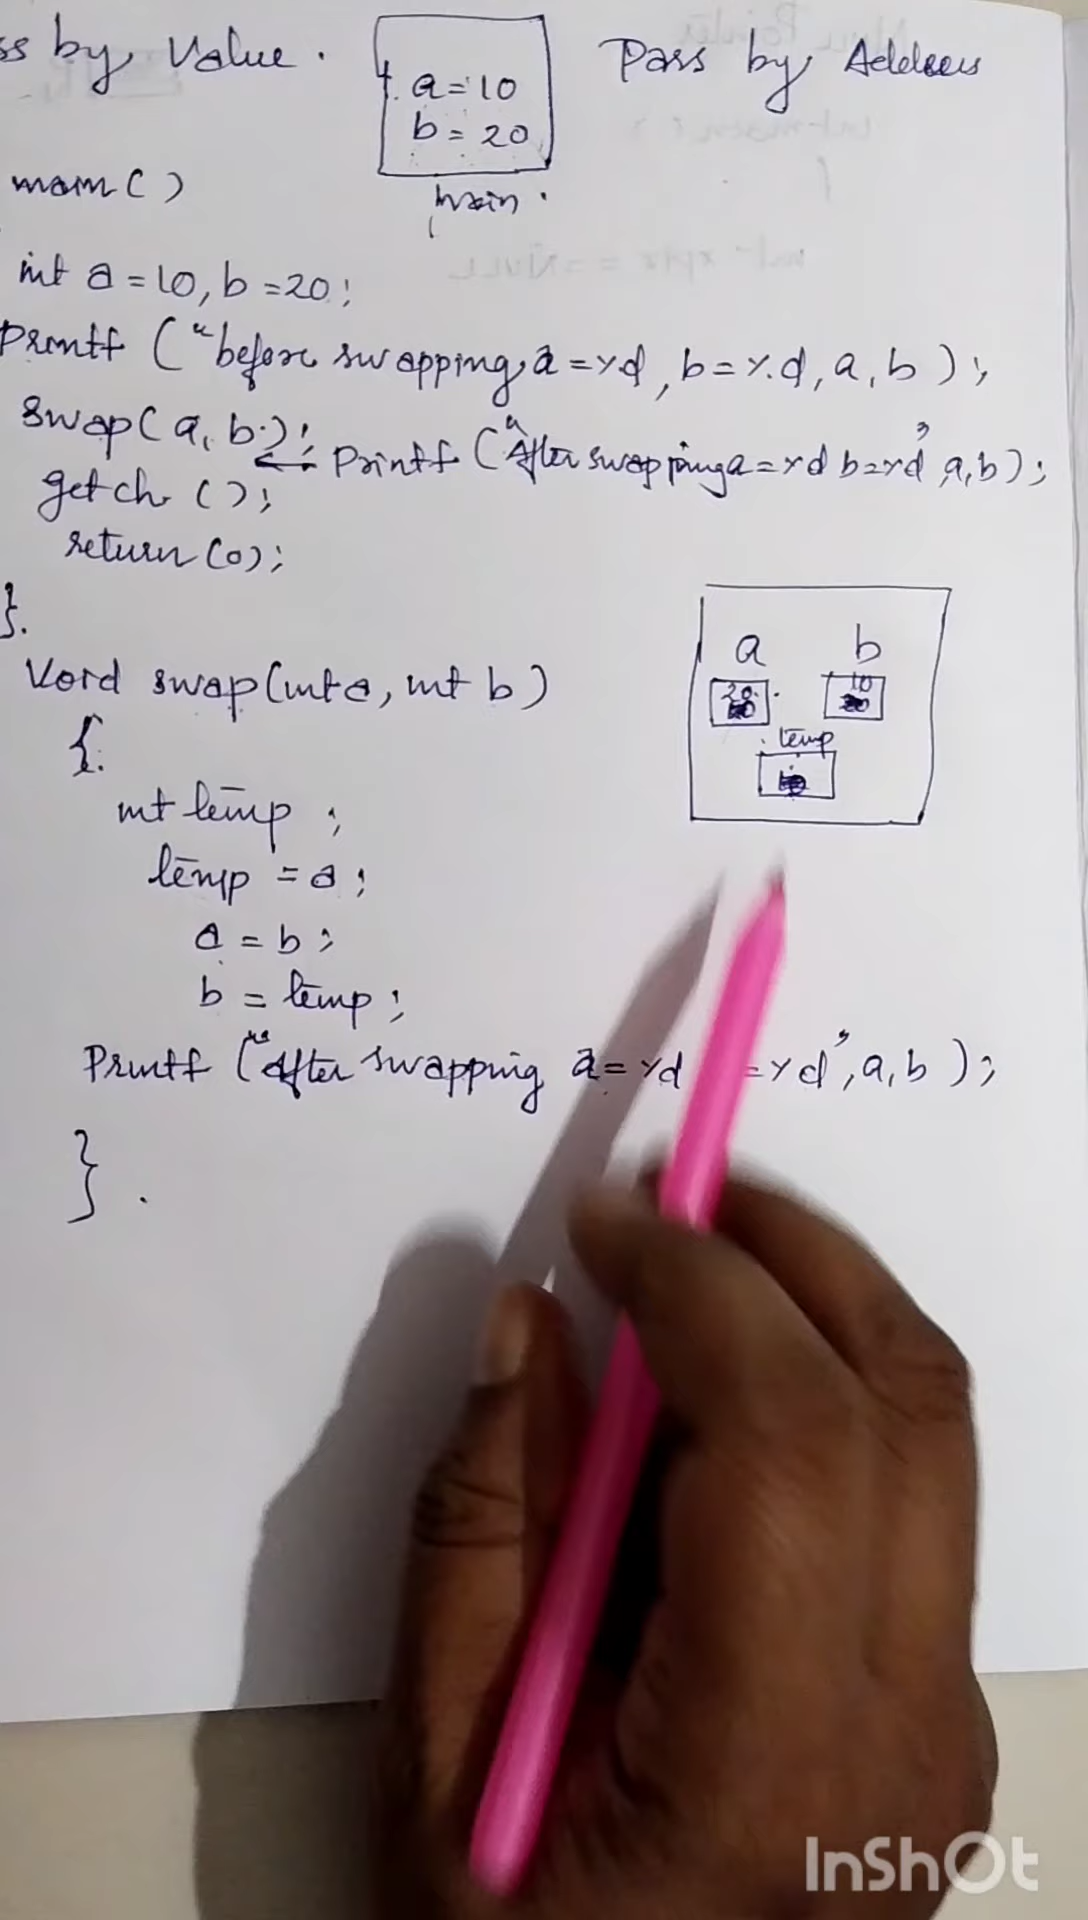 ss by Value .
Pass by Address
a = 10
b = 20
main .
main ( )
int a = 10, b = 20 ;
Printf ( " before swapping a = %d , b = %d , a , b ) ;
swap ( a, b ) ;
Printf ( " After swapping a = %d b = %d " , a , b ) ;
getch ( ) ;
return (0) ;
} .
Void swap ( int a , int b )
{
int temp ;
temp = a ;
a = b ;
b = temp ;
Printf ( " After swapping a = %d = %d " , a , b ) ;
} .
a b
20 10
temp
InShOt